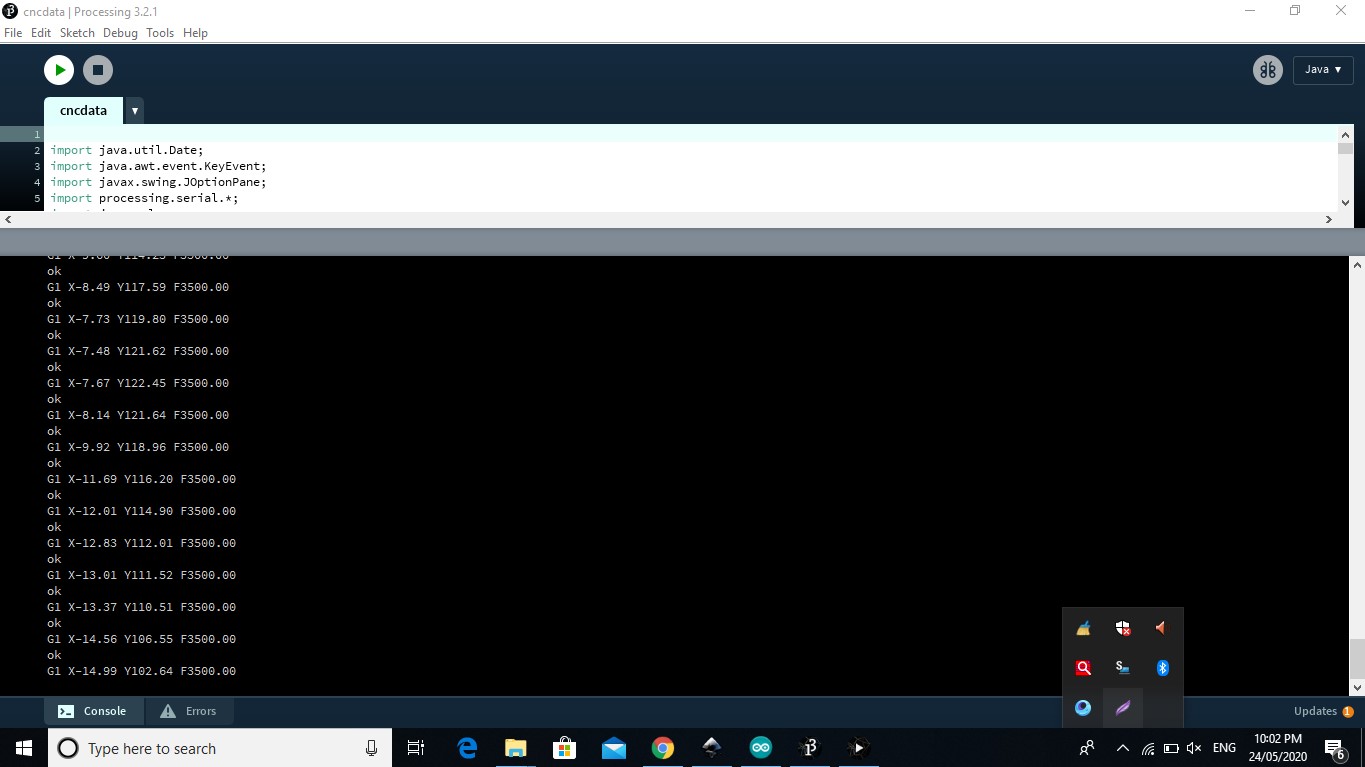 cncdata | Processing 3.2.1
File Edit Sketch Debug Tools Help
Java ▼
cncdata ▼
1
2 import java.util.Date;
3 import java.awt.event.KeyEvent;
4 import javax.swing.JOptionPane;
5 import processing.serial.*;
ok
G1 X-8.49 Y117.59 F3500.00
ok
G1 X-7.73 Y119.80 F3500.00
ok
G1 X-7.48 Y121.62 F3500.00
ok
G1 X-7.67 Y122.45 F3500.00
ok
G1 X-8.14 Y121.64 F3500.00
ok
G1 X-9.92 Y118.96 F3500.00
ok
G1 X-11.69 Y116.20 F3500.00
ok
G1 X-12.01 Y114.90 F3500.00
ok
G1 X-12.83 Y112.01 F3500.00
ok
G1 X-13.01 Y111.52 F3500.00
ok
G1 X-13.37 Y110.51 F3500.00
ok
G1 X-14.56 Y106.55 F3500.00
ok
G1 X-14.99 Y102.64 F3500.00
Console Errors
Updates 1
Type here to search
ENG
10:02 PM
24/05/2020
6